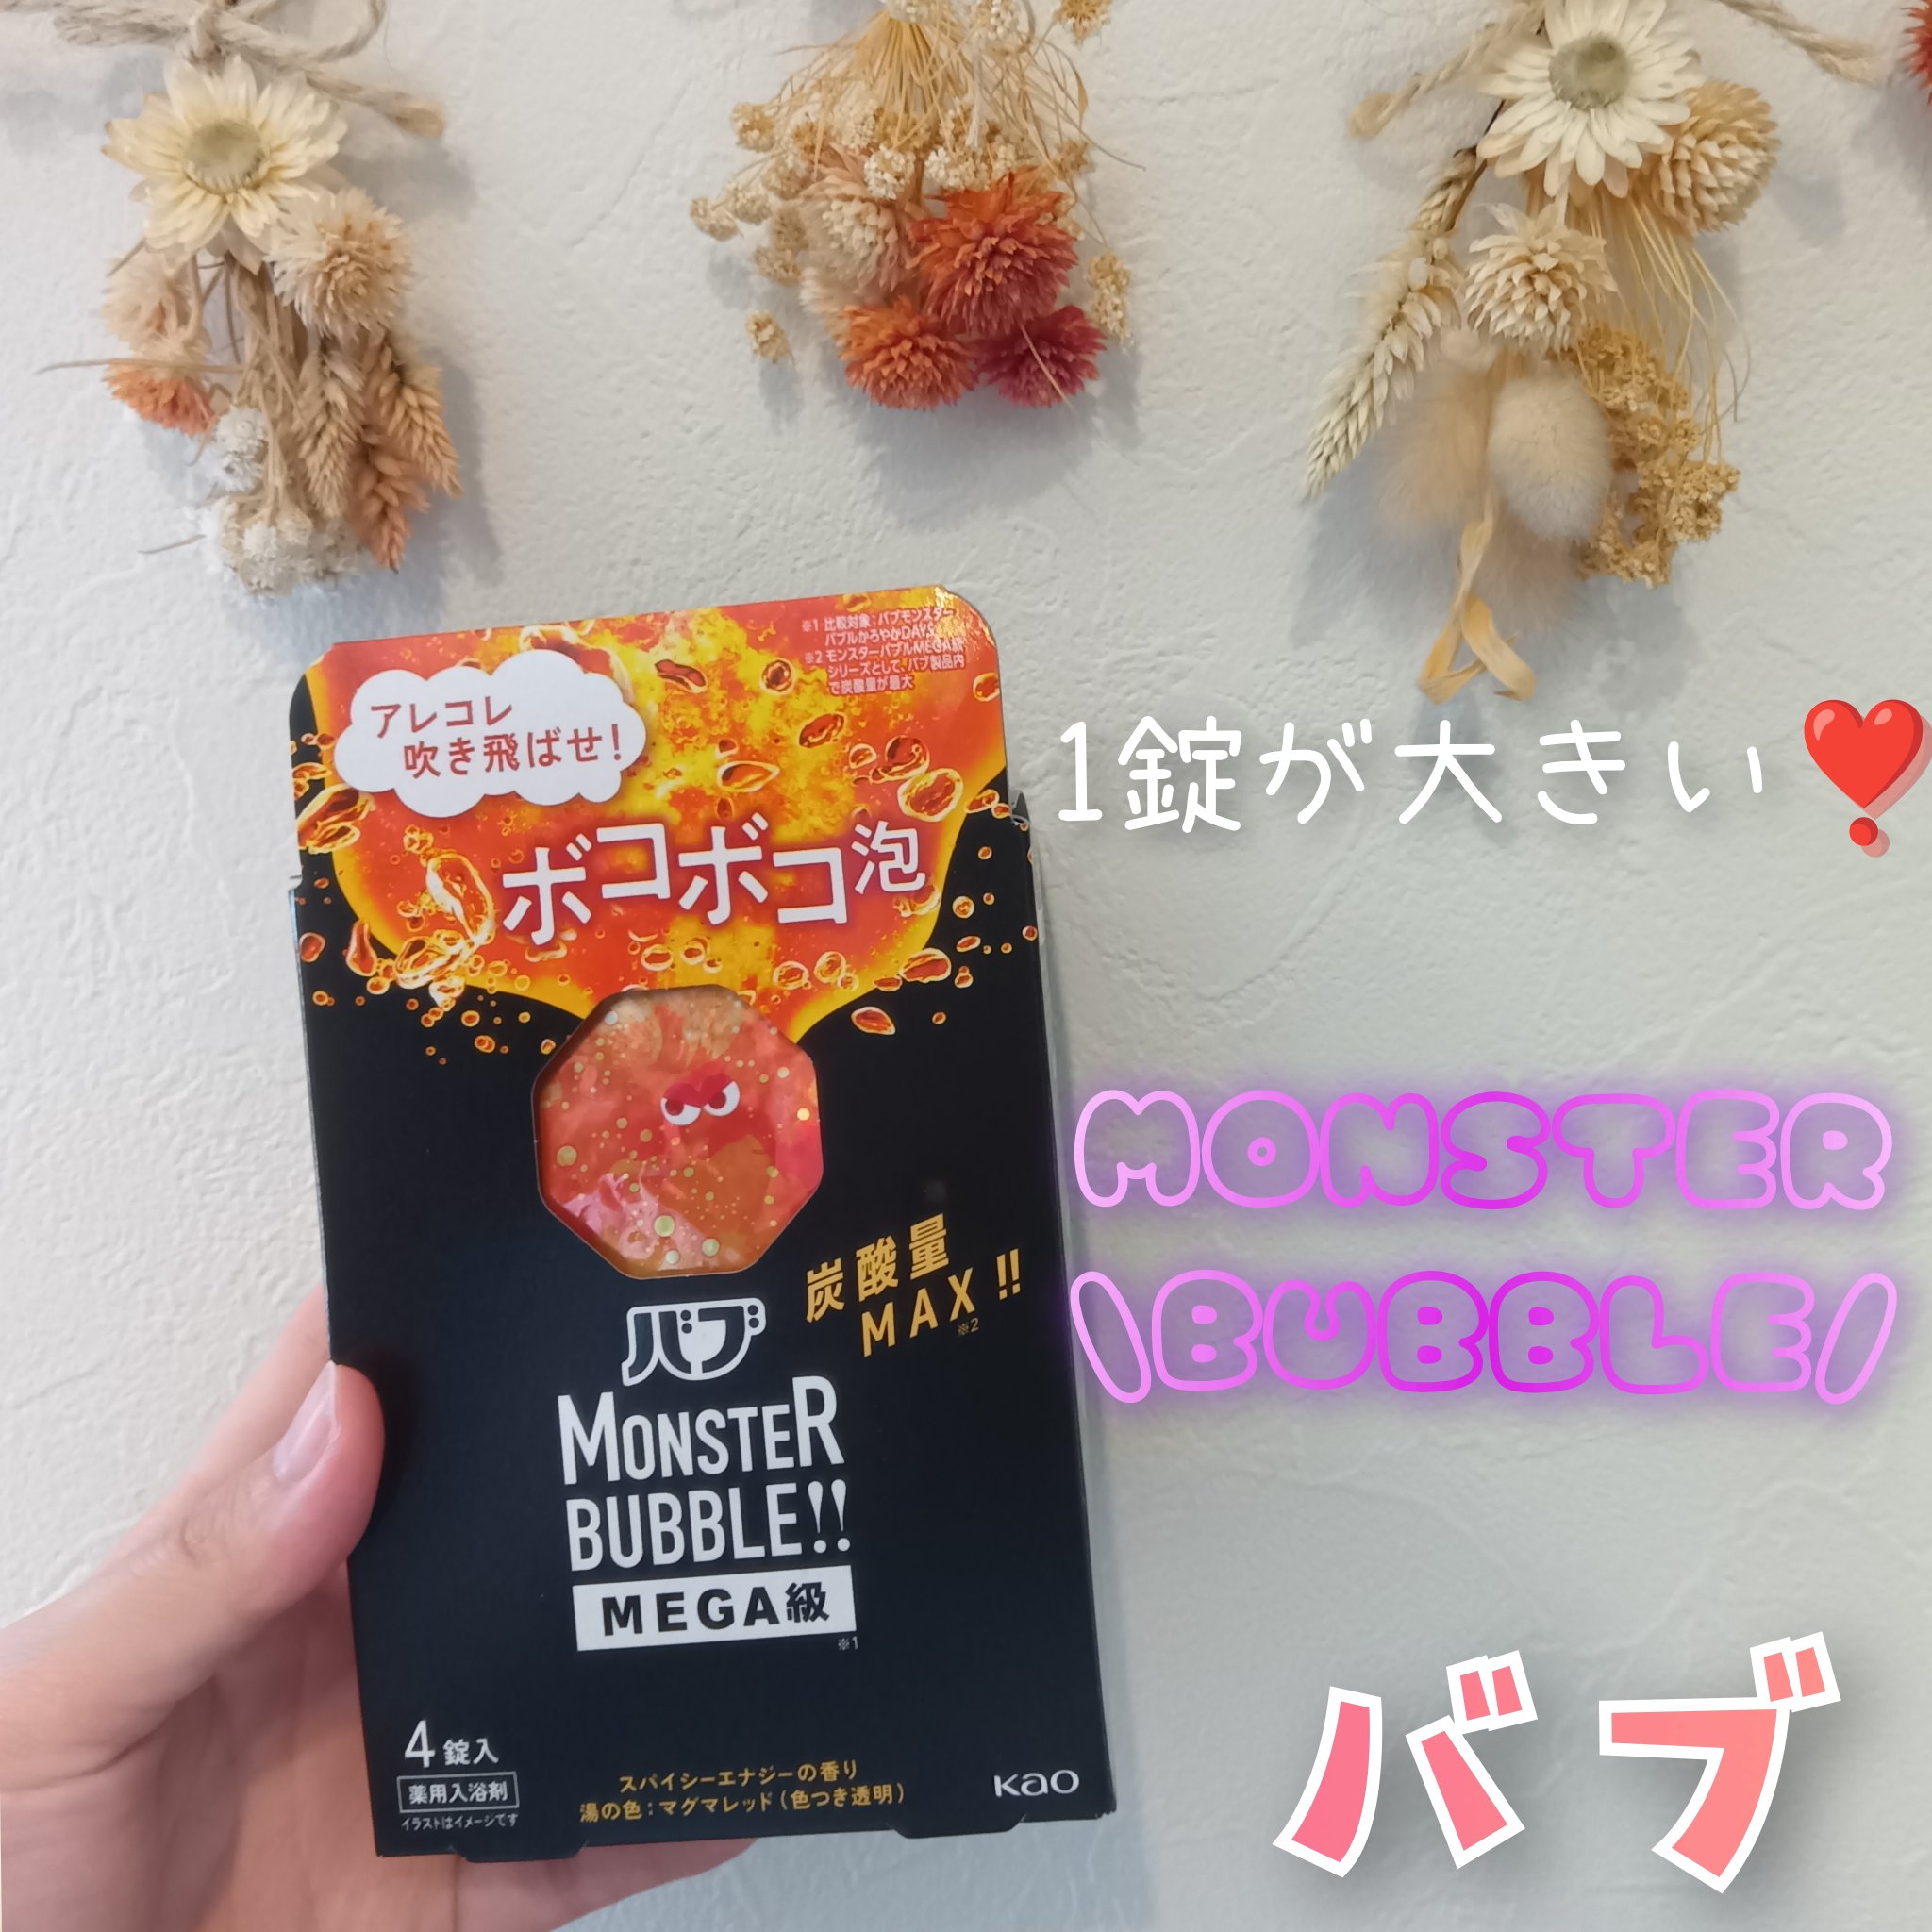 ※1 比較対象：バブモンスター
バブルかろやかDAYS
※2 モンスターバブルMEGA級
シリーズとして、バブ製品内
で炭酸量が最大
アレコレ
吹き飛ばせ!
ボコボコ泡
1錠が大きい❣
MONSTER
\BUBBLE/
炭酸量
MAX!!
※2
バブ
MONSTER
BUBBLE!!
MEGA級
※1
4錠入
薬用入浴剤
イラストはイメージです
スパイシーエナジーの香り
湯の色：マグマレッド（色つき透明）
Kao
バブ